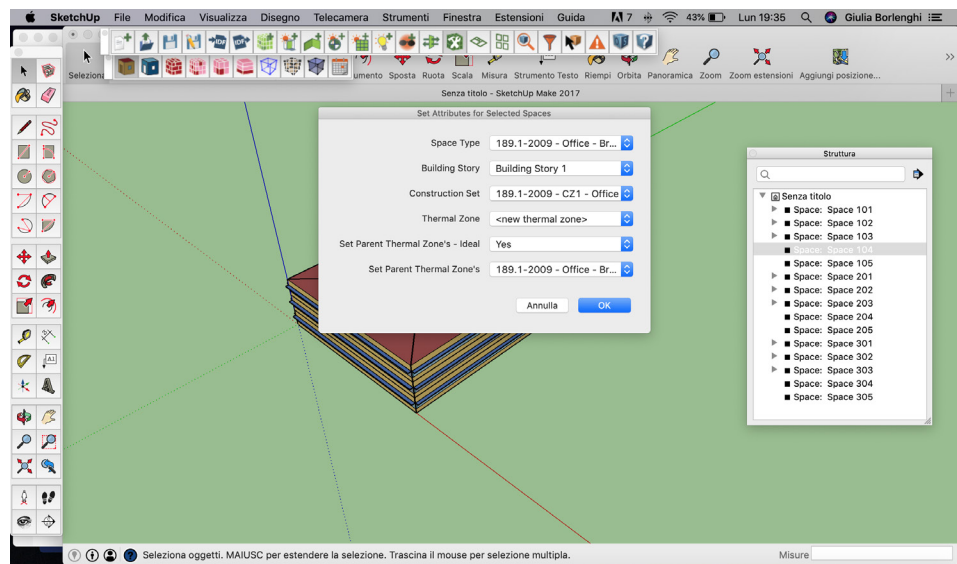 SketchUp File Modifica Visualizza Disegno Telecamera Strumenti Finestra Estensioni Guida 7 43% Lun 19:35 Giulia Borlenghi
Selezion umento Sposta Ruota Scala Misura Strumento Testo Riempi Orbita Panoramica Zoom Zoom estensioni Aggiungi posizione...
Senza titolo - SketchUp Make 2017
Set Attributes for Selected Spaces
Space Type 189.1-2009 - Office - Br...
Building Story Building Story 1
Construction Set 189.1-2009 - CZ1 - Office
Thermal Zone <new thermal zone>
Set Parent Thermal Zone's - Ideal Yes
Set Parent Thermal Zone's 189.1-2009 - Office - Br...
Annulla OK
Struttura
Senza titolo
Space: Space 101
Space: Space 102
Space: Space 103
Space: Space 104
Space: Space 105
Space: Space 201
Space: Space 202
Space: Space 203
Space: Space 204
Space: Space 205
Space: Space 301
Space: Space 302
Space: Space 303
Space: Space 304
Space: Space 305
Seleziona oggetti. MAIUSC per estendere la selezione. Trascina il mouse per selezione multipla. Misure